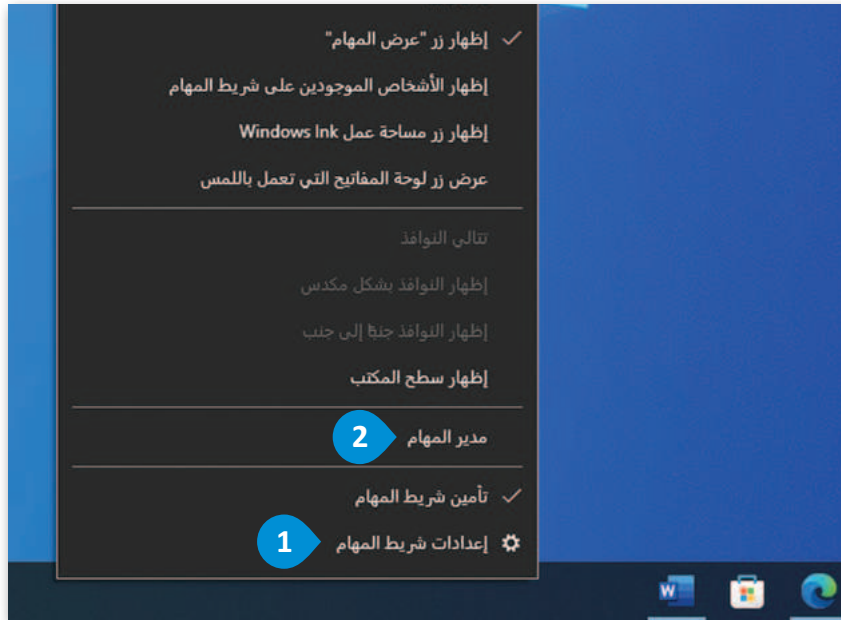 إظهار زر "عرض المهام"
إظهار الأشخاص الموجودين على شريط المهام
إظهار زر مساحة عمل Windows Ink
عرض زر لوحة المفاتيح التي تعمل باللمس
تتالي النوافذ
إظهار النوافذ بشكل مكدس
إظهار النوافذ جنبًا إلى جنب
إظهار سطح المكتب
مدير المهام 2
تأمين شريط المهام
إعدادات شريط المهام 1
W